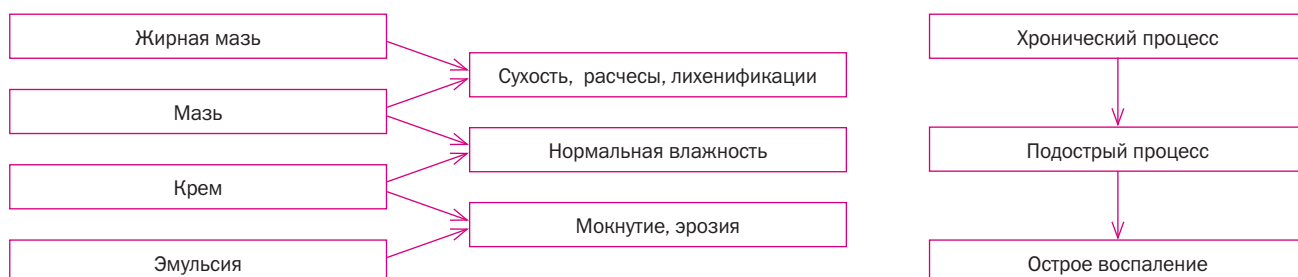 Жирная мазь
Мазь
Крем
Эмульсия
Сухость, расчесы, лихенификации
Нормальная влажность
Мокнутие, эрозия
Хронический процесс
Подострый процесс
Острое воспаление